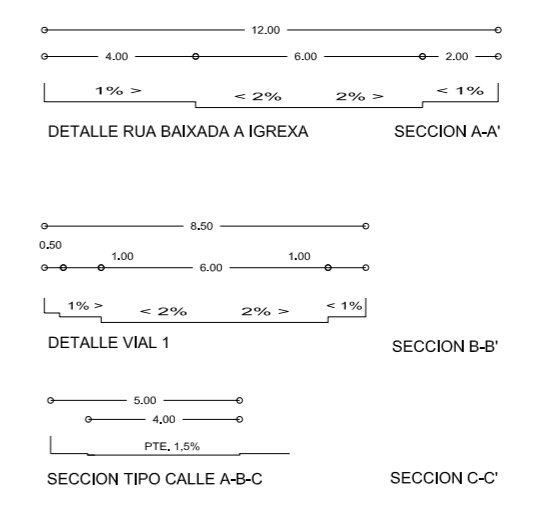 12.00
4.00 6.00 2.00
1% > < 2% 2% > < 1%
DETALLE RUA BAIXADA A IGREXA SECCION A-A'
8.50
0.50
1.00 6.00 1.00
1% > < 2% 2% > < 1%
DETALLE VIAL 1 SECCION B-B'
5.00
4.00
PTE. 1,5%
SECCION TIPO CALLE A-B-C SECCION C-C'